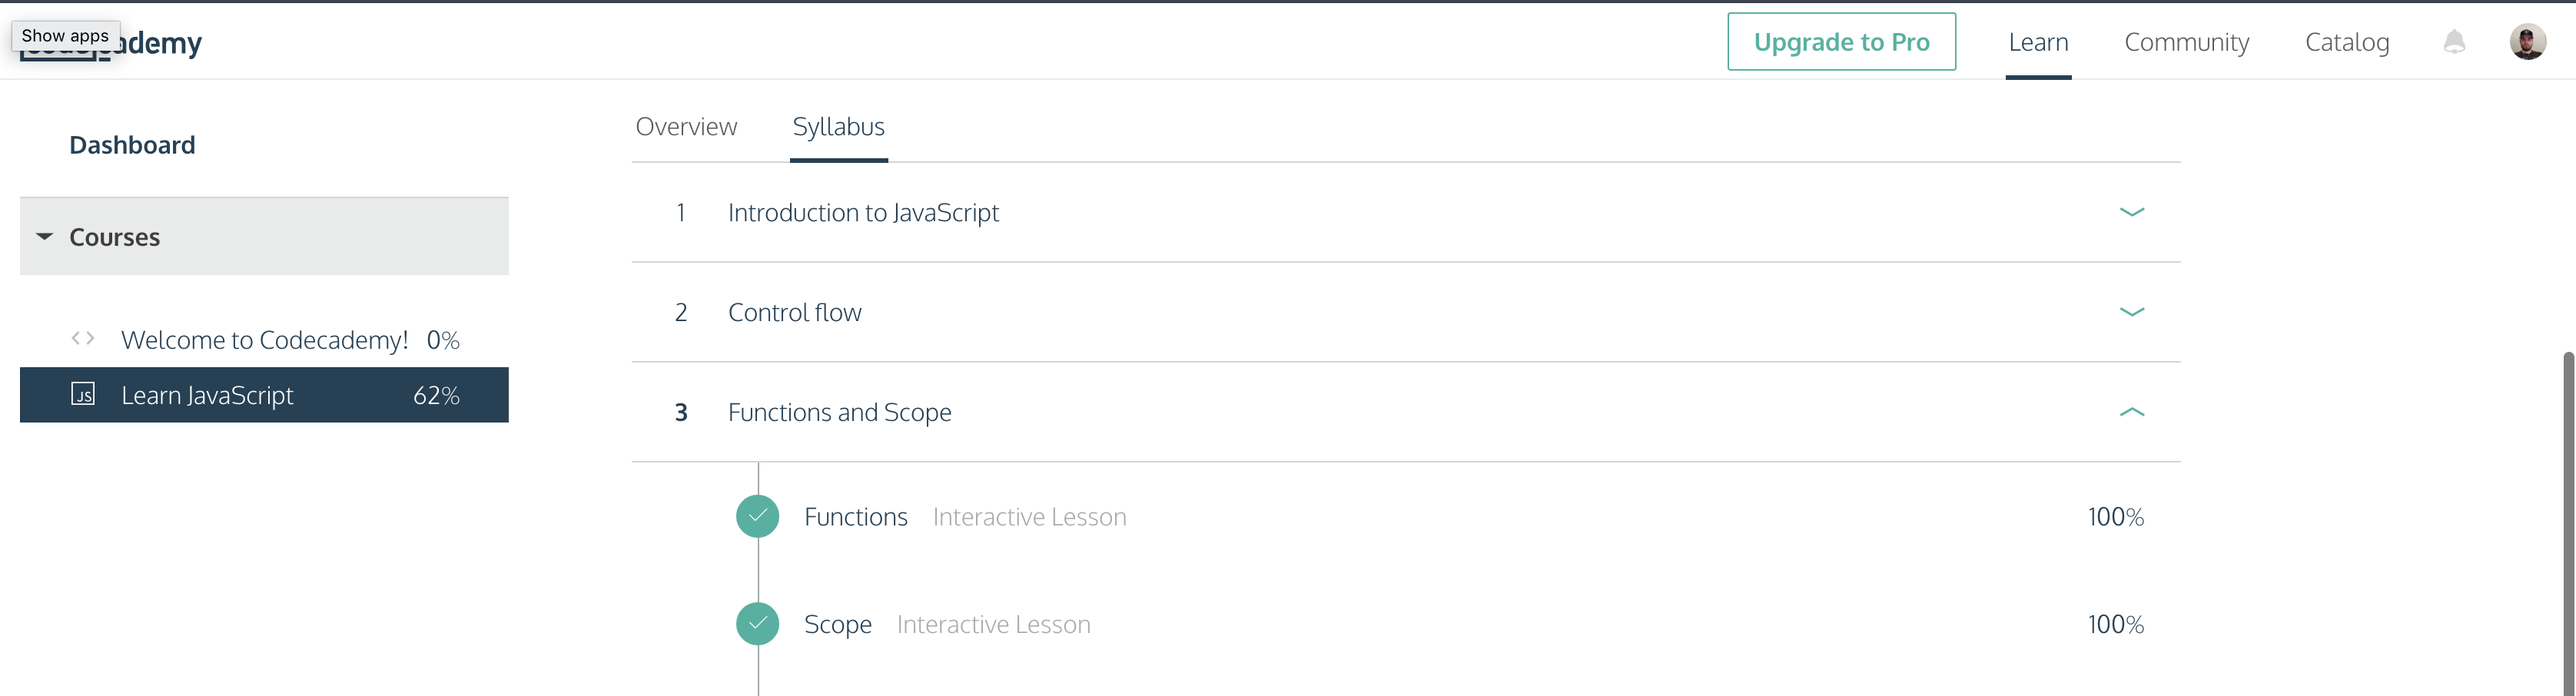 Show apps
cademy
Upgrade to Pro
Learn
Community
Catalog
Dashboard
Courses
Welcome to Codecademy! 0%
JS Learn JavaScript 62%
Overview
Syllabus
1 Introduction to JavaScript
2 Control flow
3 Functions and Scope
Functions Interactive Lesson 100%
Scope Interactive Lesson 100%